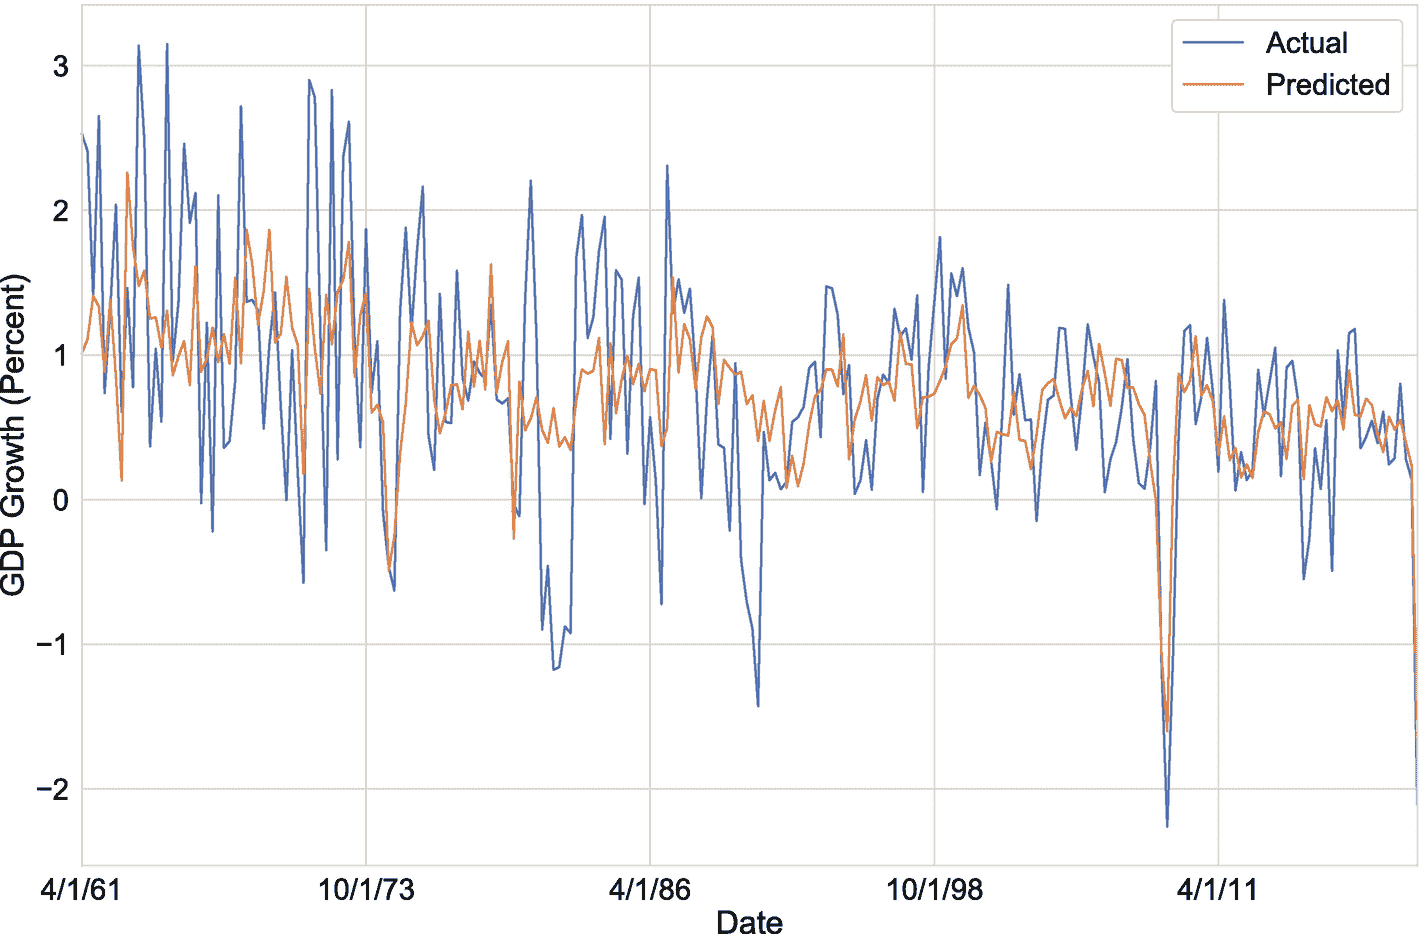 Actual
Predicted
GDP Growth (Percent)
3
2
1
0
−1
−2
4/1/61
10/1/73
4/1/86
10/1/98
4/1/11
Date